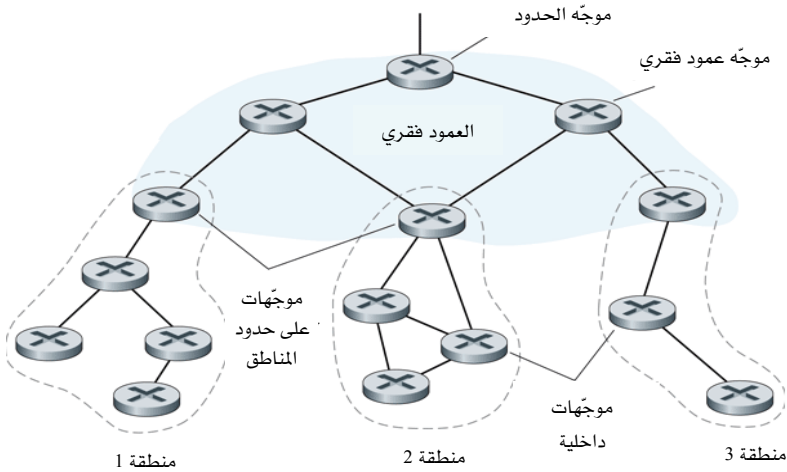 موجّه الحدود
موجّه عمود فقري
العمود فقري
موجّهات
على حدود
المناطق
موجّهات
داخلية
منطقة 1
منطقة 2
منطقة 3